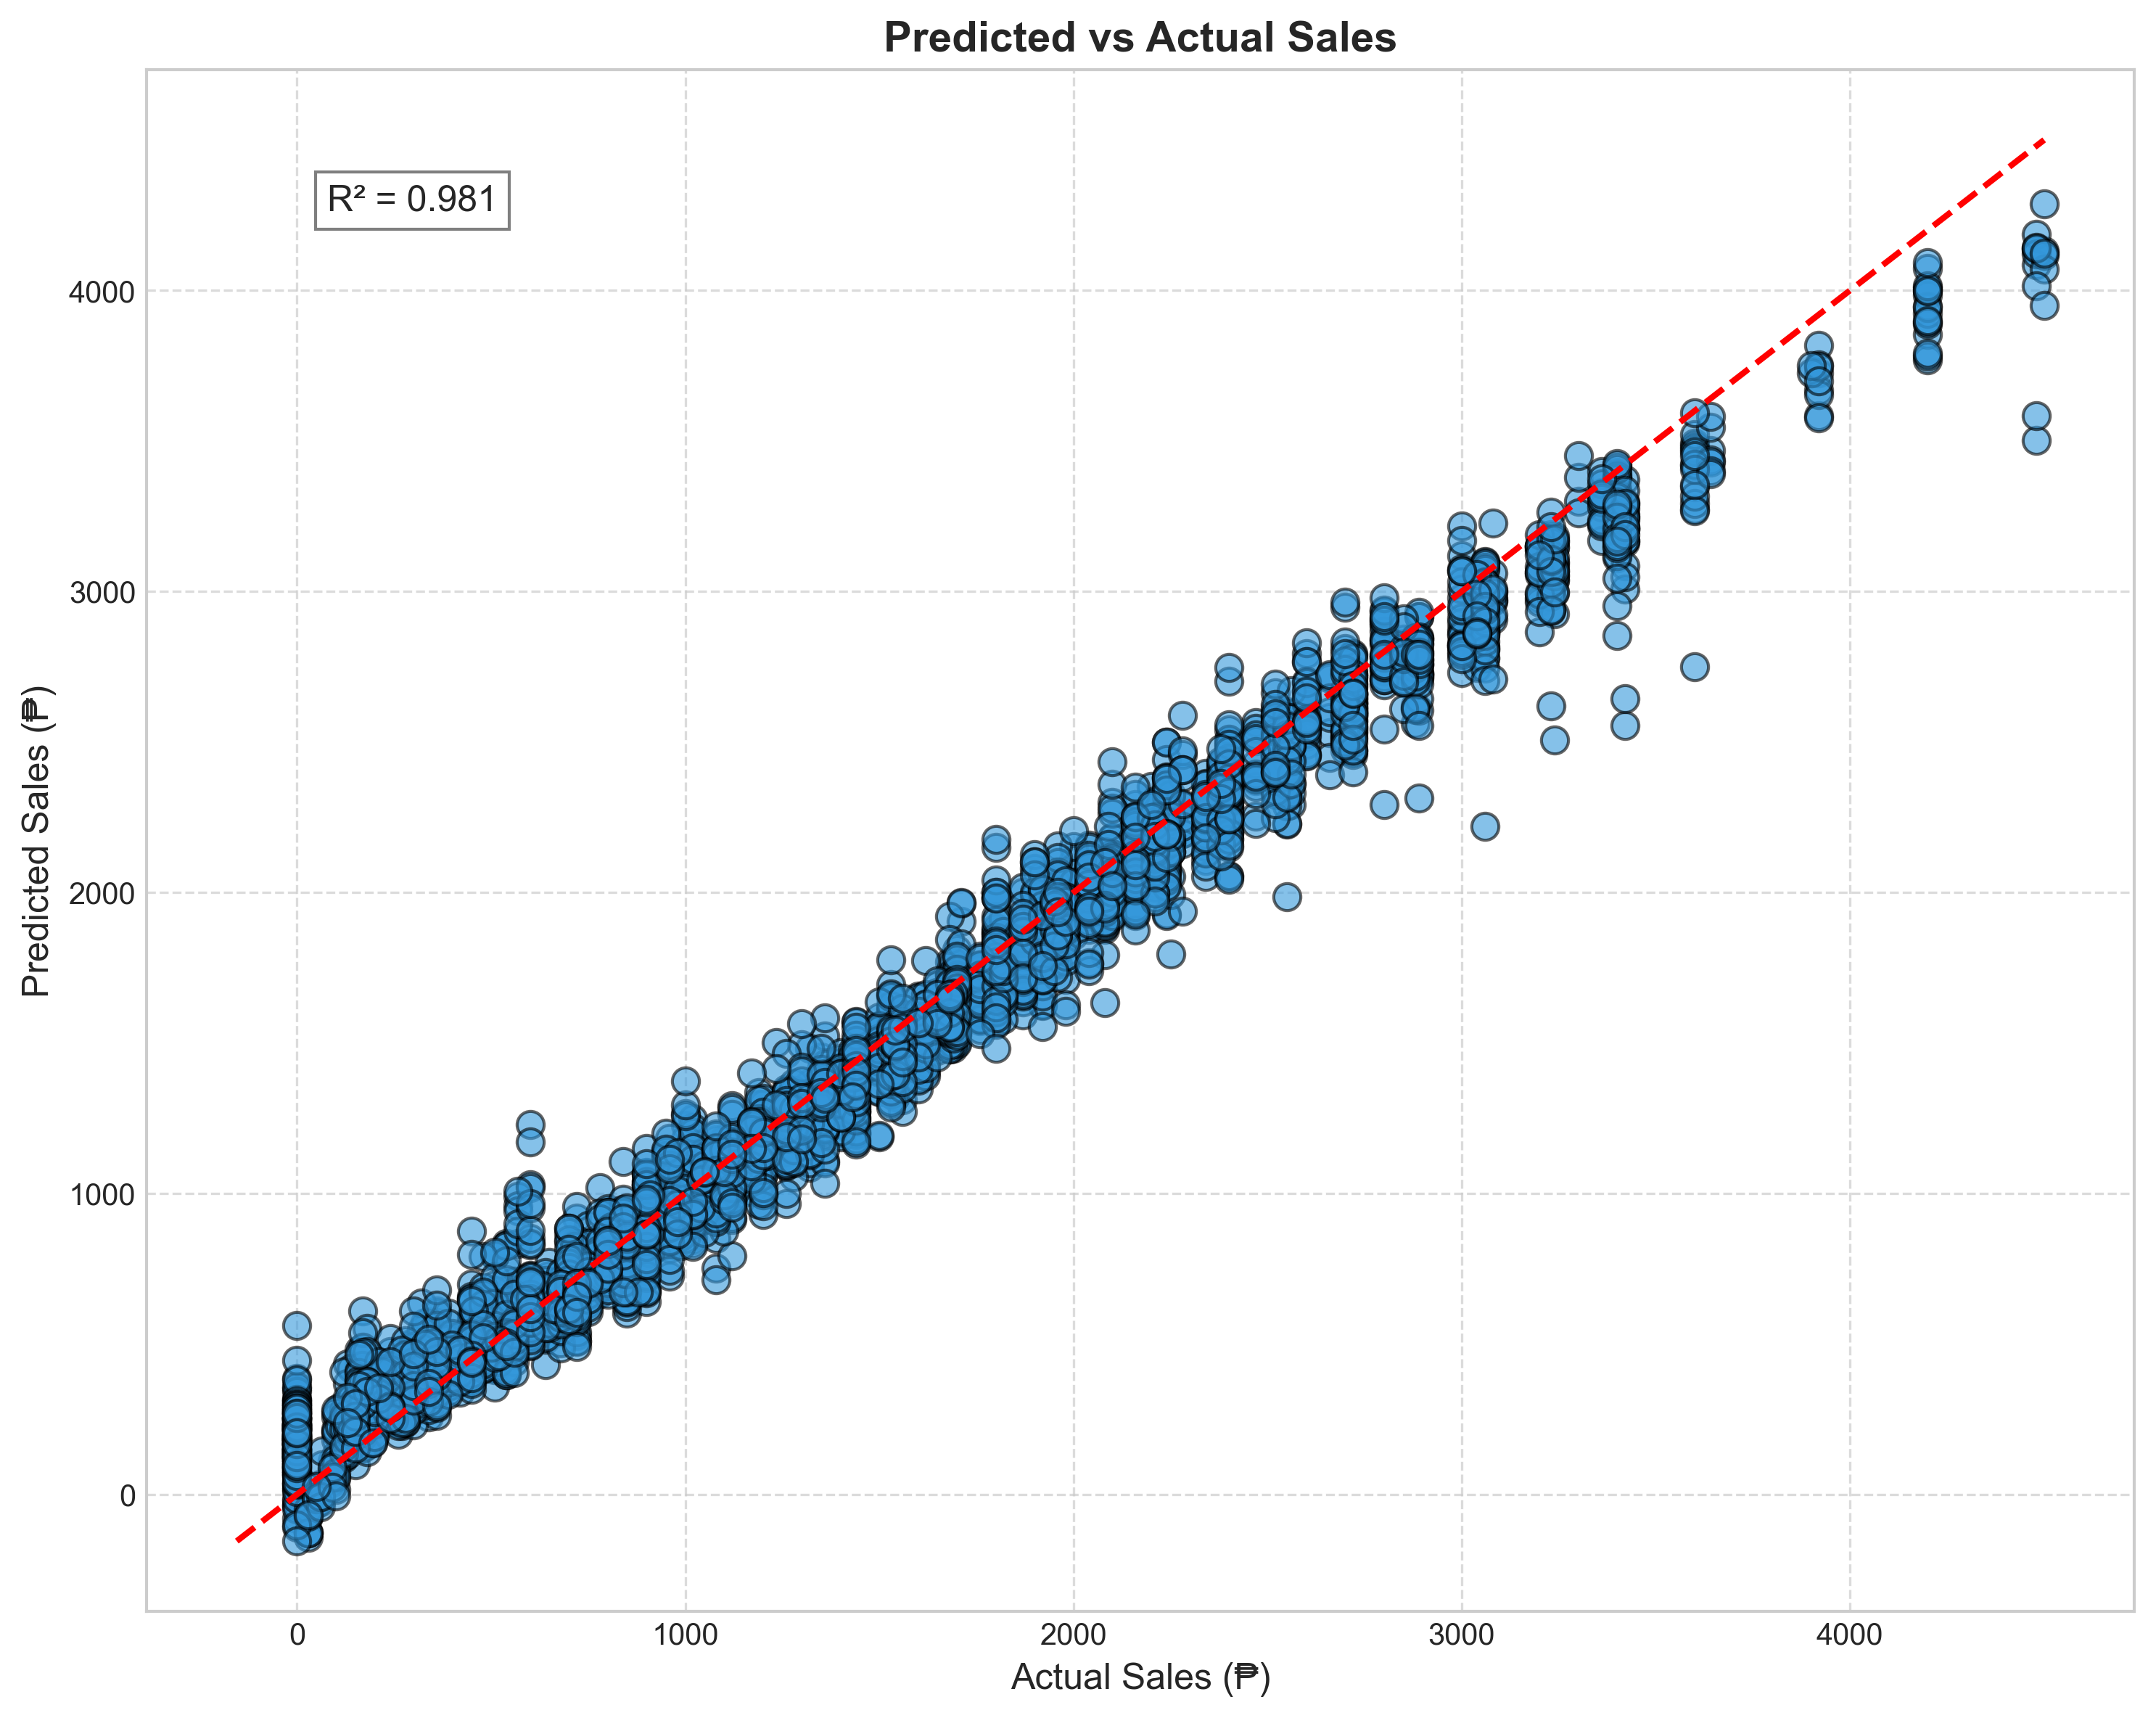 Predicted vs Actual Sales
R² = 0.981
Predicted Sales (₱)
4000
3000
2000
1000
0
0 1000 2000 3000 4000
Actual Sales (₱)